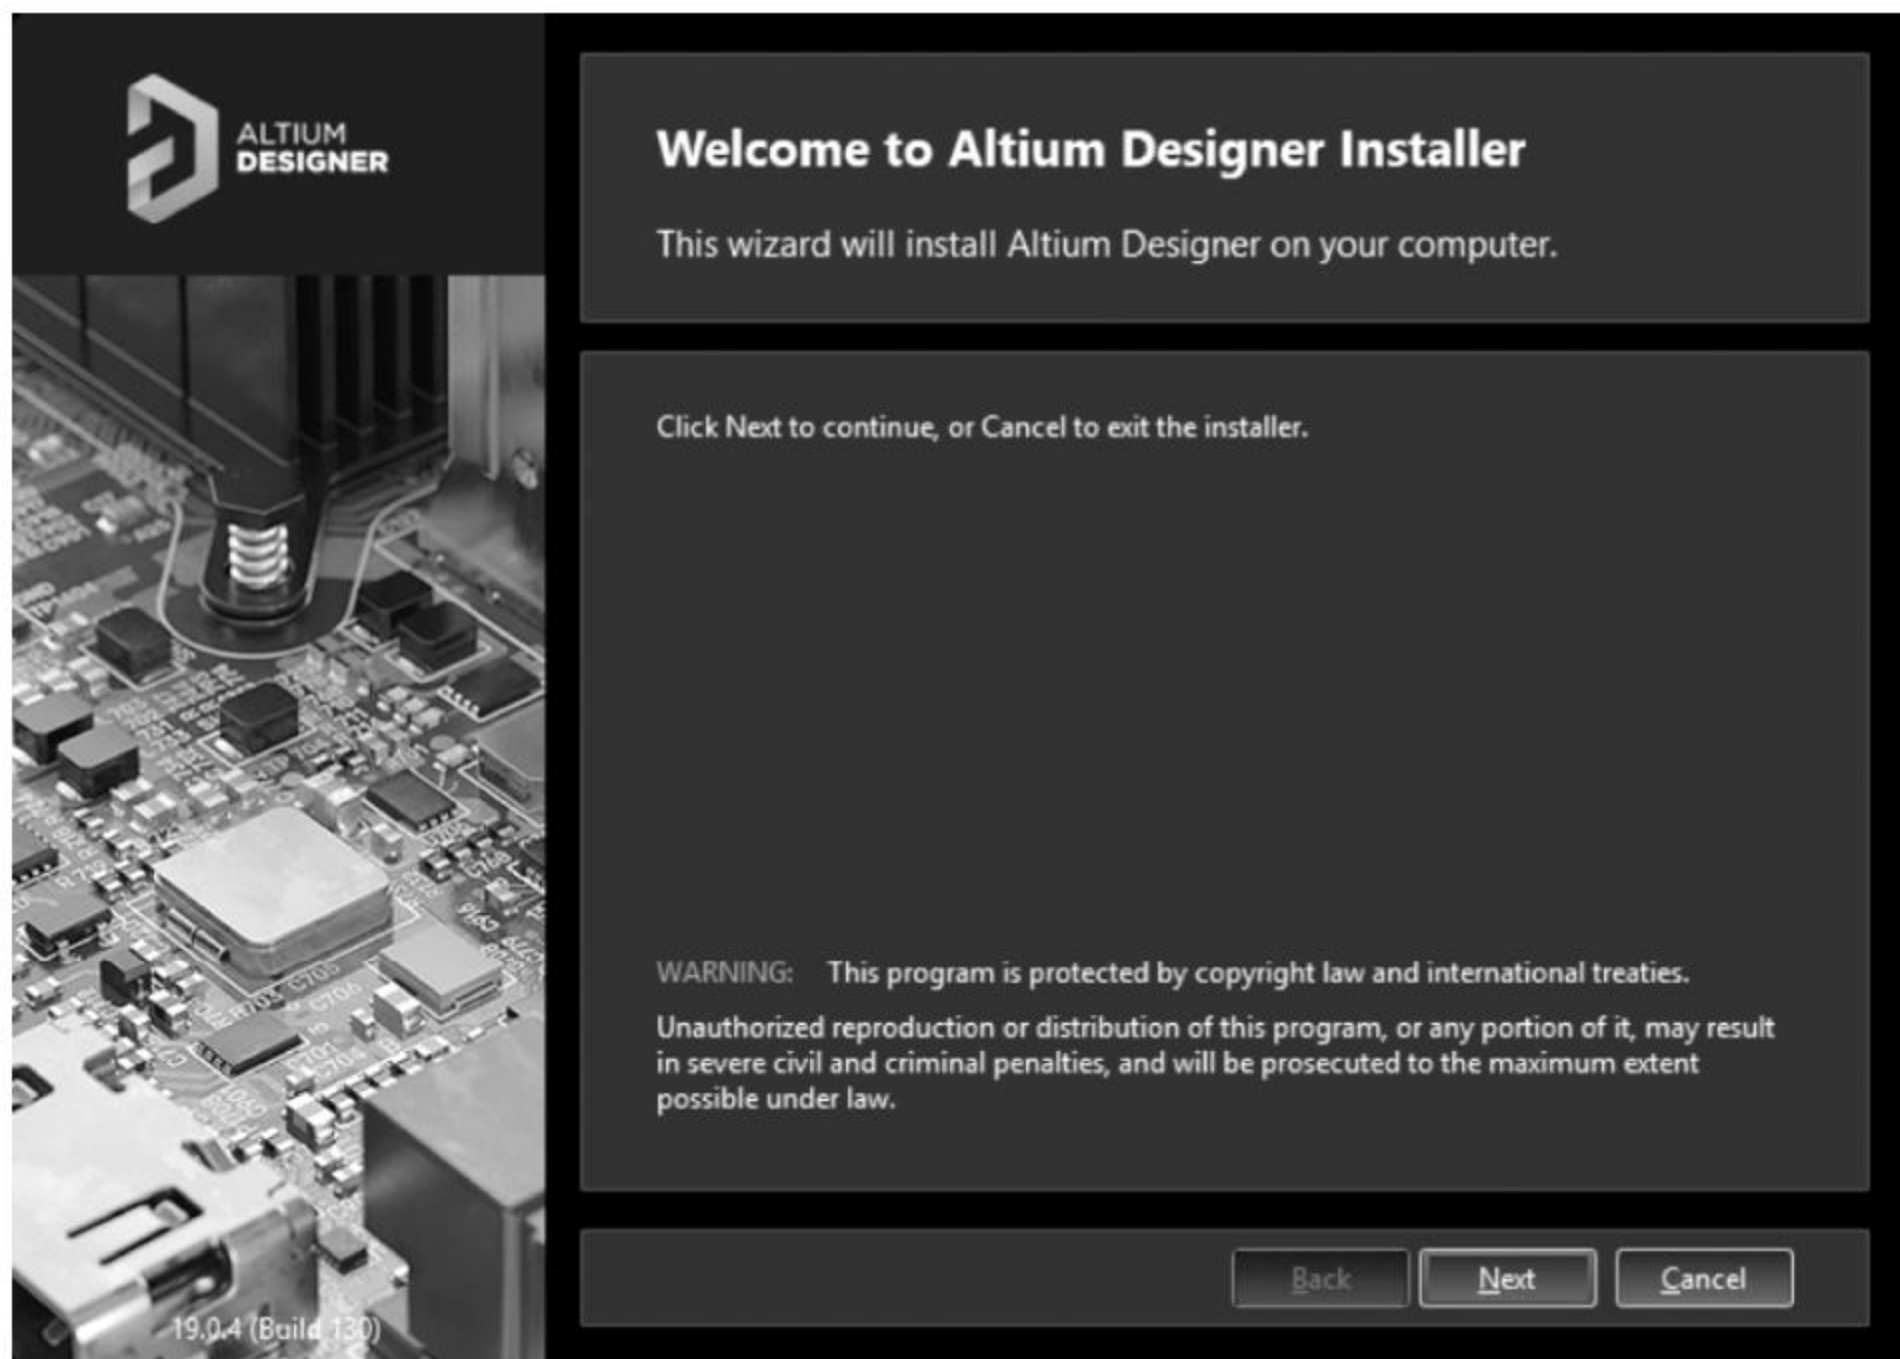 ALTIUM
DESIGNER
Welcome to Altium Designer Installer
This wizard will install Altium Designer on your computer.
Click Next to continue, or Cancel to exit the installer.
WARNING: This program is protected by copyright law and international treaties.
Unauthorized reproduction or distribution of this program, or any portion of it, may result
in severe civil and criminal penalties, and will be prosecuted to the maximum extent
possible under law.
R703 C705
C706
C768
19.0.4 (Build 130)
Back Next Cancel